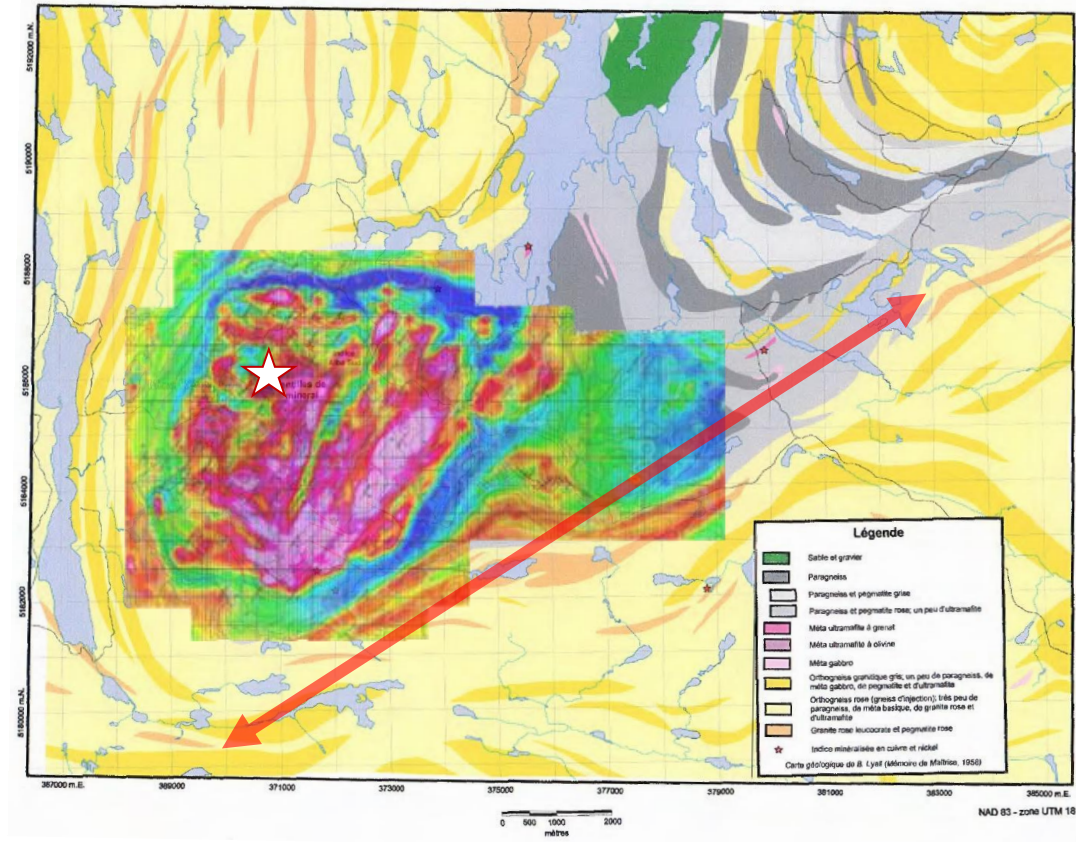 5192000 m.N.
5190000
5188000
5186000
5184000
5182000
5180000 m.N.
minéral
Légende
Sable et gravier
Paragneiss
Paragneiss et pegmatite grise
Paragneiss et pegmatite rose; un peu d'ultramafite
Méta ultramafite à grenat
Méta ultramafite à olivine
Méta gabbro
Orthogneiss granitique gris; un peu de paragneiss, de
méta gabbro, de pegmatite et d'ultramafite
Orthogneiss rose (gneiss d'injection); très peu de
paragneiss, de méta basique, de granite rose et
d'ultramafite
Granite rose leucocrate et pegmatite rose
Indice minéralisée en cuivre et nickel
Carte géologique de B. Lyall (Mémoire de Maîtrise, 1958)
367000 m.E.
369000
371000
373000
375000
377000
379000
381000
383000
385000 m.E.
NAD 83 - zone UTM 18
0 500 1000 2000
mètres